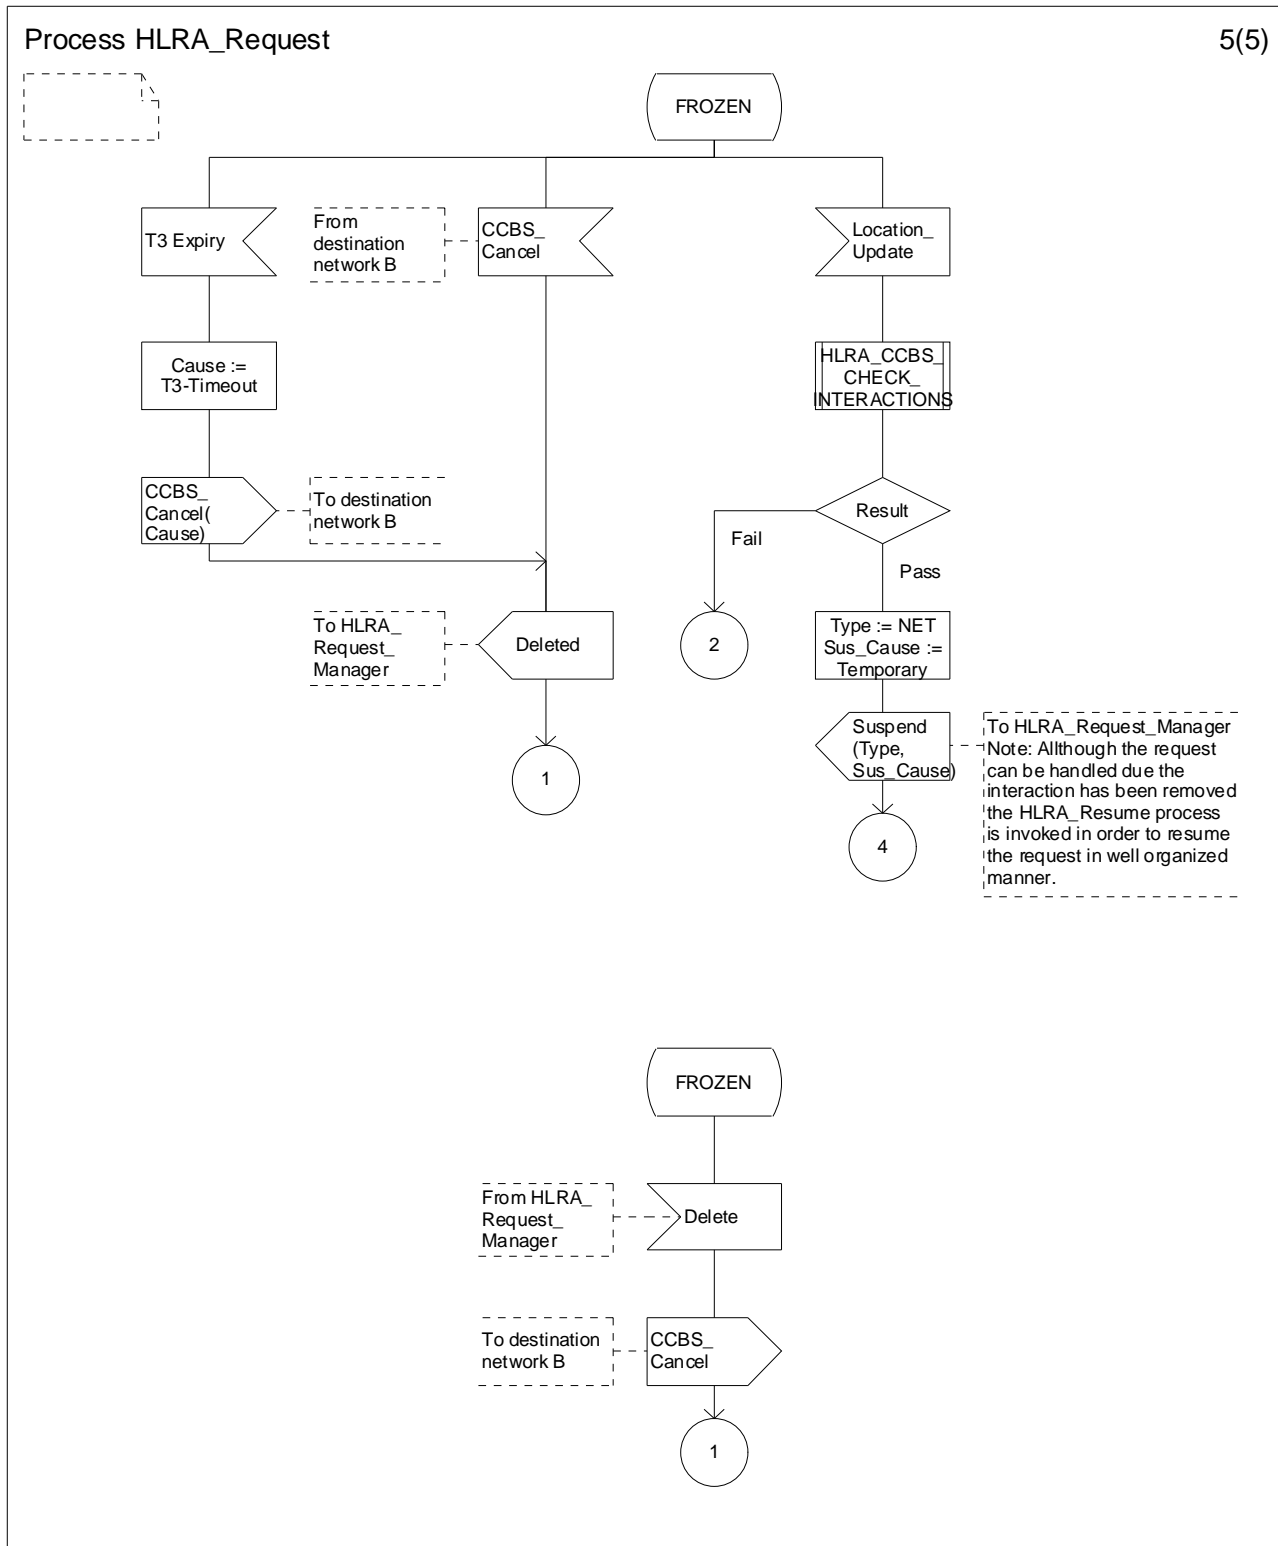 Process HLRA_Request
5(5)
FROZEN
T3 Expiry
From
destination
network B
CCBS_
Cancel
Location_
Update
Cause :=
T3-Timeout
HLRA_CCBS_
CHECK_
INTERACTIONS
CCBS_
Cancel(
Cause)
To destination
network B
Result
Fail
Pass
To HLRA_
Request_
Manager
Deleted
2
Type := NET
Sus_Cause :=
Temporary
Suspend
(Type,
Sus_Cause)
To HLRA_Request_Manager
Note: Allthough the request
can be handled due the
interaction has been removed
the HLRA_Resume process
is invoked in order to resume
the request in well organized
manner.
1
4
FROZEN
From HLRA_
Request_
Manager
Delete
To destination
network B
CCBS_
Cancel
1